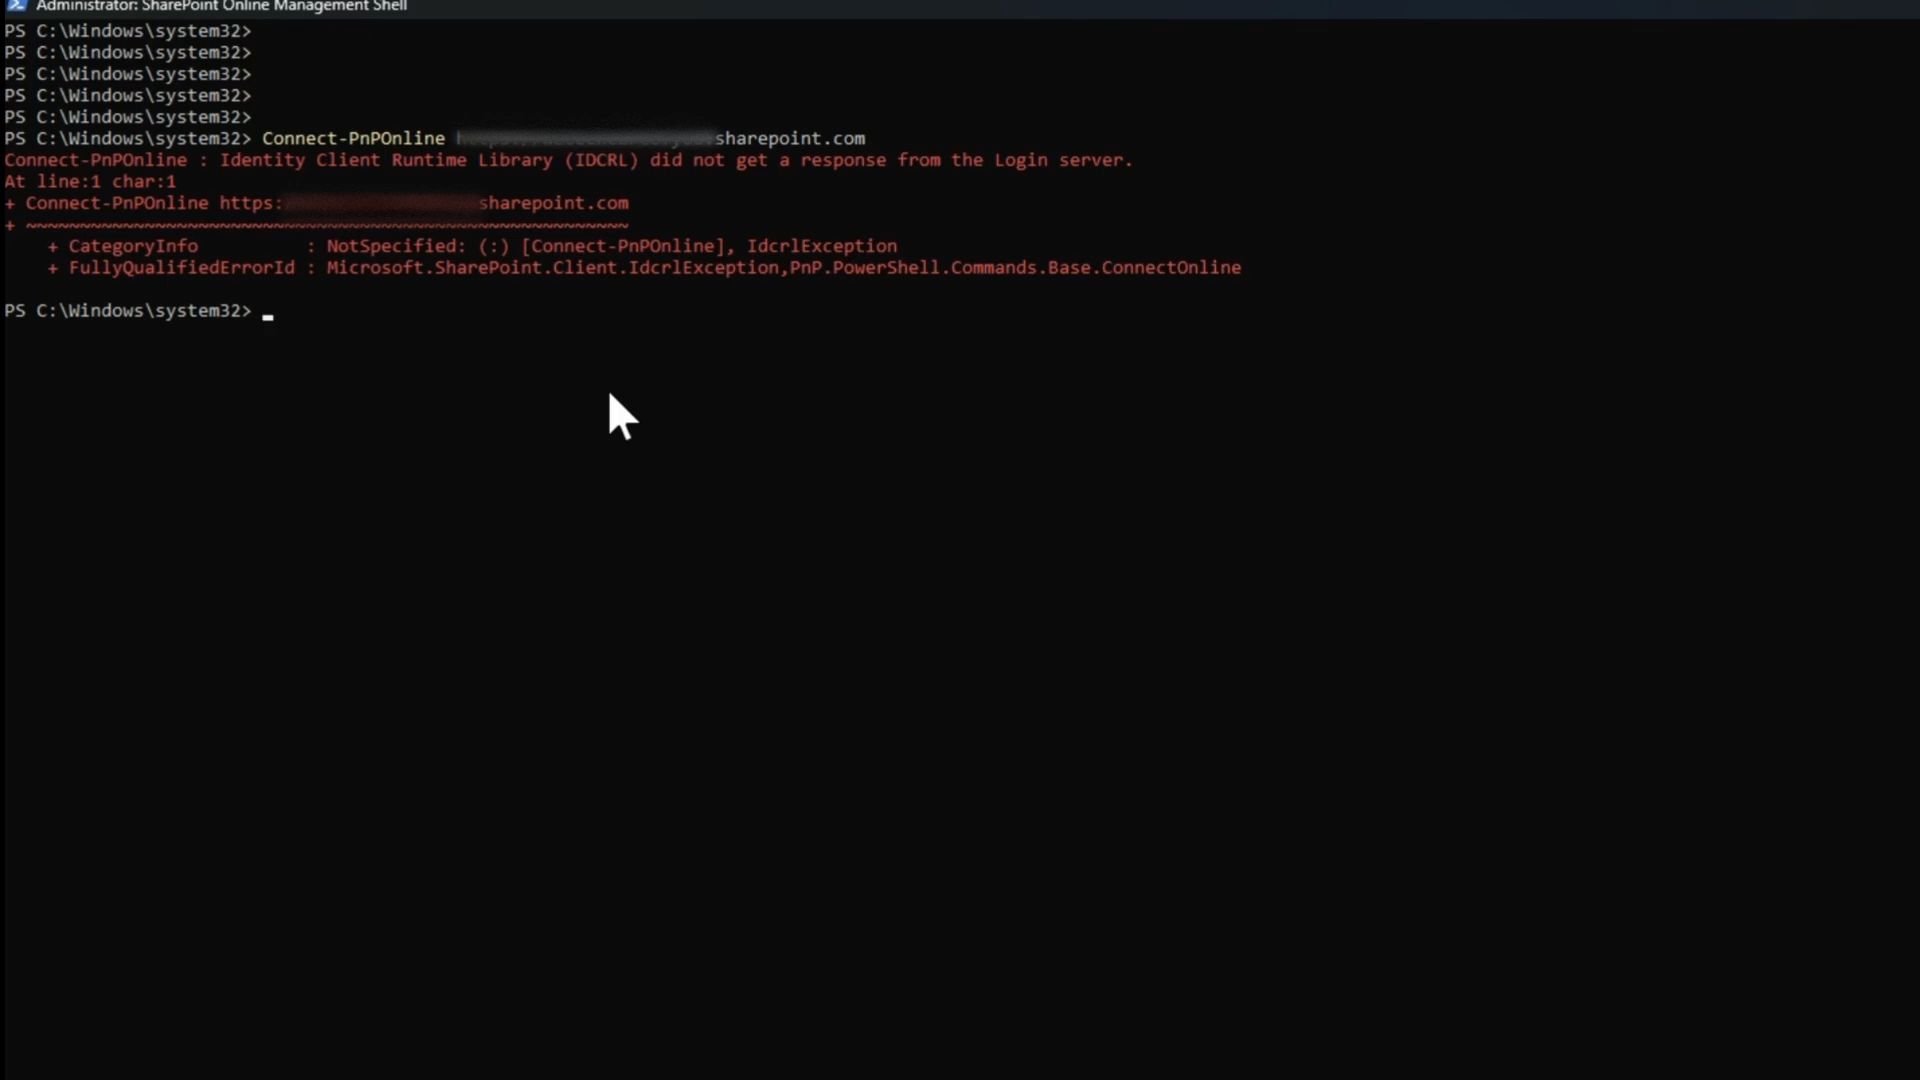 Administrator: SharePoint Online Management Shell
PS C:\Windows\system32>
PS C:\Windows\system32>
PS C:\Windows\system32>
PS C:\Windows\system32>
PS C:\Windows\system32>
PS C:\Windows\system32> Connect-PnPOnline sharepoint.com
Connect-PnPOnline : Identity Client Runtime Library (IDCRL) did not get a response from the Login server.
At line:1 char:1
+ Connect-PnPOnline https: sharepoint.com
+ ~~~~~~~~~~~~~~~~~~~~~~~~~~~~~~~~~~~~~~~~~~~~~~~~~~~~~~~~
    + CategoryInfo          : NotSpecified: (:) [Connect-PnPOnline], IdcrlException
    + FullyQualifiedErrorId : Microsoft.SharePoint.Client.IdcrlException,PnP.PowerShell.Commands.Base.ConnectOnline
PS C:\Windows\system32> _